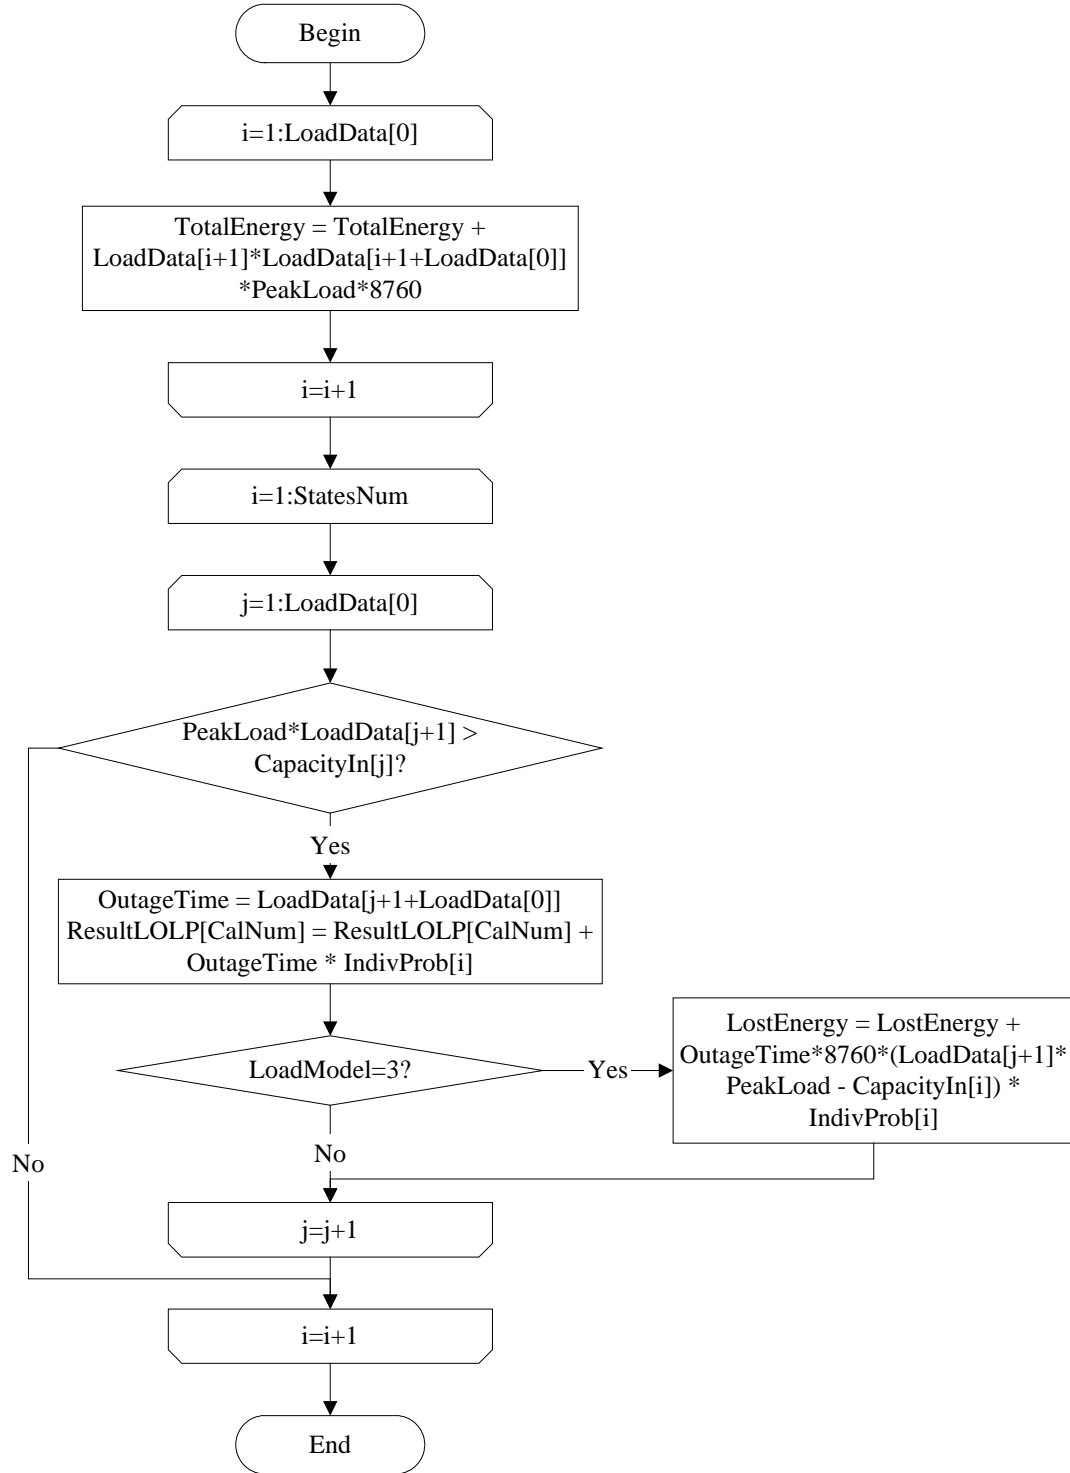 Begin
i=1:LoadData[0]
TotalEnergy = TotalEnergy +
LoadData[i+1]*LoadData[i+1+LoadData[0]]
*PeakLoad*8760
i=i+1
i=1:StatesNum
j=1:LoadData[0]
PeakLoad*LoadData[j+1] >
CapacityIn[j]?
Yes
OutageTime = LoadData[j+1+LoadData[0]]
ResultLOLP[CalNum] = ResultLOLP[CalNum] +
OutageTime * IndivProb[i]
LoadModel=3?
Yes
LostEnergy = LostEnergy +
OutageTime*8760*(LoadData[j+1]*
PeakLoad - CapacityIn[i]) *
IndivProb[i]
No
No
j=j+1
i=i+1
End